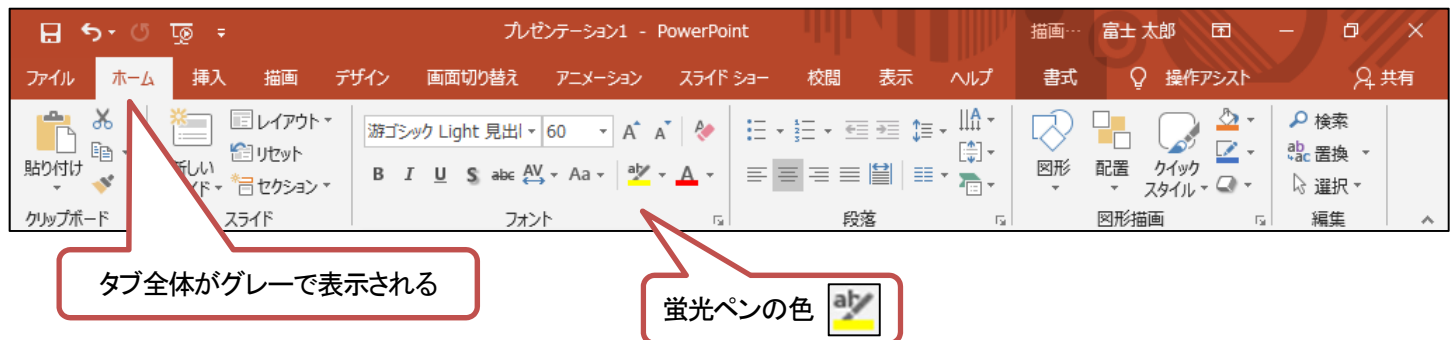 プレゼンテーション1 - PowerPoint 描画… 富士 太郎
ファイル ホーム 挿入 描画 デザイン 画面切り替え アニメーション スライド ショー 校閲 表示 ヘルプ 書式 操作アシスト 共有
貼り付け
新しい
レイアウト
リセット
セクション
游ゴシック Light 見出し 60 A A
B I U S abc AV Aa ab A
図形
配置
クイック
スタイル
検索
置換
選択
クリップボード スライド フォント 段落 図形描画 編集
タブ全体がグレーで表示される
蛍光ペンの色 ab